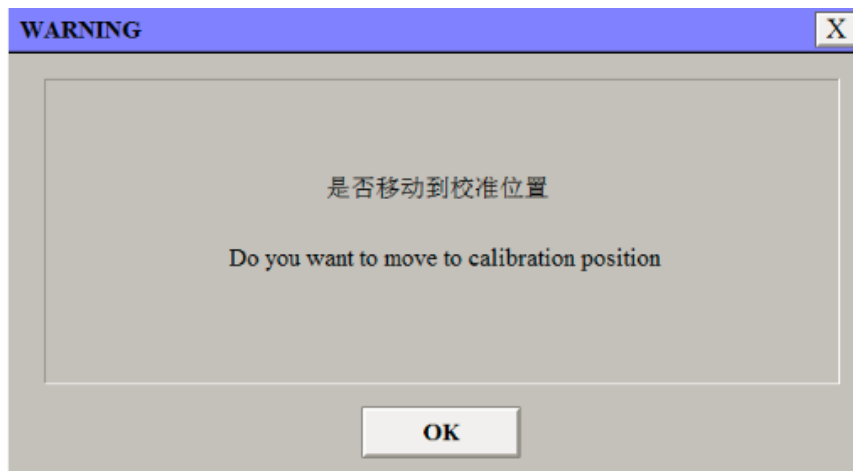 WARNING
X
是否移动到校准位置
Do you want to move to calibration position
OK